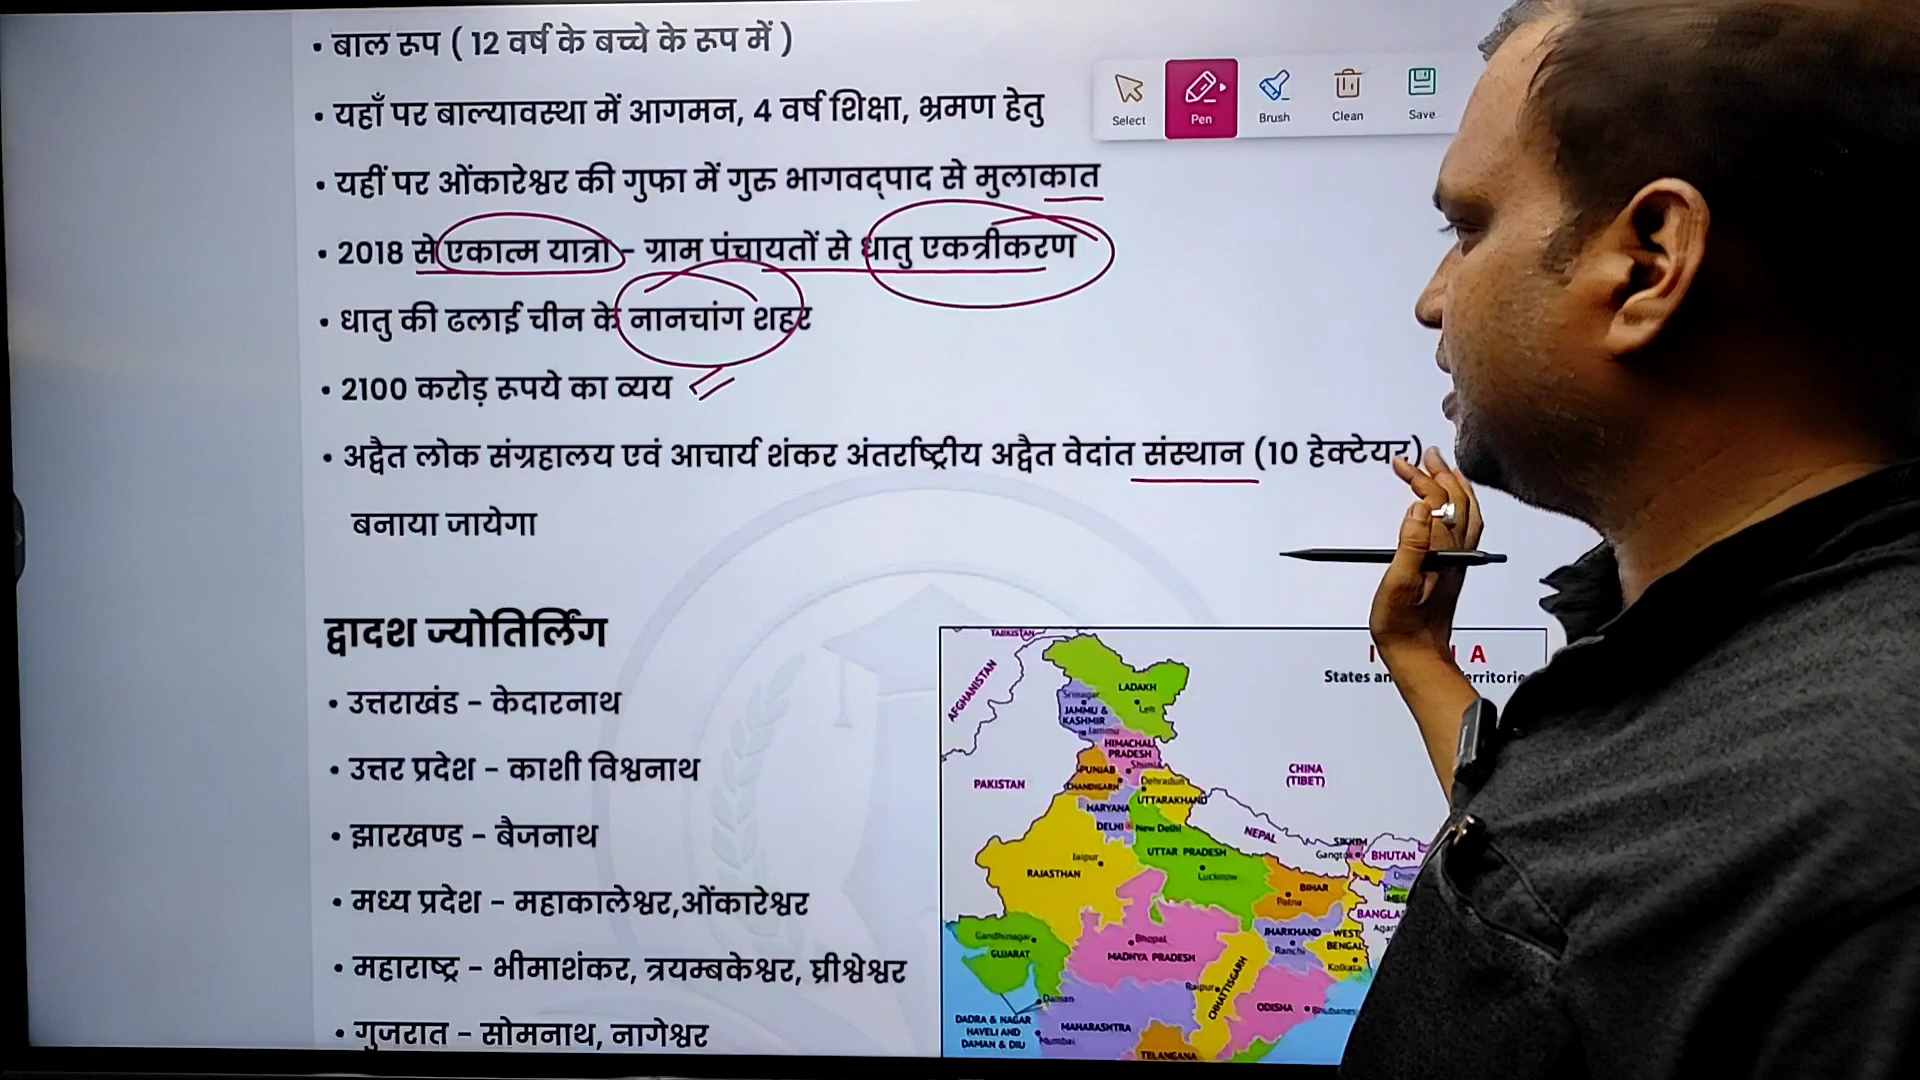 • बाल रूप ( 12 वर्ष के बच्चे के रूप में )
• यहाँ पर बाल्यावस्था में आगमन, 4 वर्ष शिक्षा, भ्रमण हेतु
Select Pen Brush Clean Save
• यहीं पर ओंकारेश्वर की गुफा में गुरु भागवद्पाद से मुलाकात
• 2018 से एकात्म यात्रा - ग्राम पंचायतों से धातु एकत्रीकरण
• धातु की ढलाई चीन के नानचांग शहर
• 2100 करोड़ रूपये का व्यय
• अद्वैत लोक संग्रहालय एवं आचार्य शंकर अंतर्राष्ट्रीय अद्वैत वेदांत संस्थान (10 हेक्टेयर)
बनाया जायेगा
द्वादश ज्योतिर्लिंग
• उत्तराखंड - केदारनाथ
• उत्तर प्रदेश - काशी विश्वनाथ
• झारखण्ड - बैजनाथ
• मध्य प्रदेश - महाकालेश्वर,ओंकारेश्वर
• महाराष्ट्र - भीमाशंकर, त्रयम्बकेश्वर, घ्रीश्वेश्वर
• गुजरात - सोमनाथ, नागेश्वर
TAJIKISTAN
AFGHANISTAN
States an
LADAKH
Srinagar
Leh
JAMMU &
KASHMIR
Jammu
HIMACHAL
PRADESH
Shimla
PUNJAB
CHANDIGARH
Dehradun
UTTARAKHAND
PAKISTAN
CHINA
(TIBET)
HARYANA
DELHI New Delhi
NEPAL
SIKKIM
Gangtok
BHUTAN
UTTAR PRADESH
Lucknow
Jaipur
RAJASTHAN
BIHAR
Patna
JHARKHAND
Ranchi
WEST
BENGAL
Kolkata
Gandhinagar
GUJARAT
Bhopal
MADHYA PRADESH
Raipur
CHHATTISGARH
ODISHA
Daman
DADRA & NAGAR
HAVELI AND
DAMAN & DIU
MAHARASHTRA
Mumbai
TELANGANA